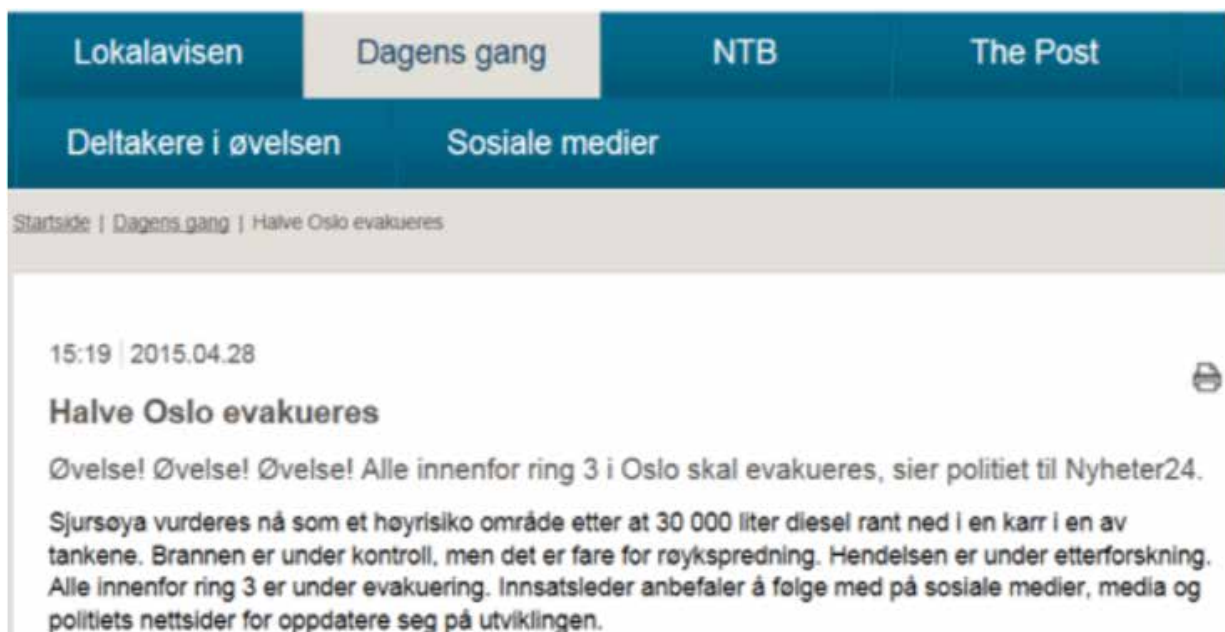 Lokalavisen Dagens gang NTB The Post
Deltakere i øvelsen Sosiale medier
Startside | Dagens gang | Halve Oslo evakueres
15:19 2015.04.28
Halve Oslo evakueres
Øvelse! Øvelse! Øvelse! Alle innenfor ring 3 i Oslo skal evakueres, sier politiet til Nyheter24.
Sjursøya vurderes nå som et høyrisiko område etter at 30 000 liter diesel rant ned i en karr i en av
tankene. Brannen er under kontroll, men det er fare for røykspredning. Hendelsen er under etterforskning.
Alle innenfor ring 3 er under evakuering. Innsatsleder anbefaler å følge med på sosiale medier, media og
politiets nettsider for oppdatere seg på utviklingen.